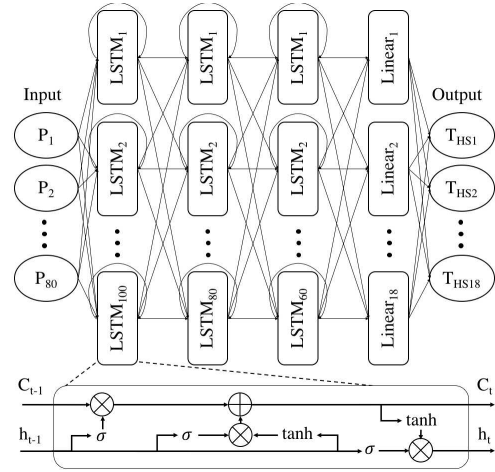 Input
Output
LSTM1
LSTM1
LSTM1
Linear1
P1
THS1
LSTM2
LSTM2
LSTM2
Linear2
P2
THS2
P80
THS18
LSTM100
LSTM80
LSTM60
Linear18
Ct-1
Ct
tanh
ht-1
σ
σ
tanh
σ
ht